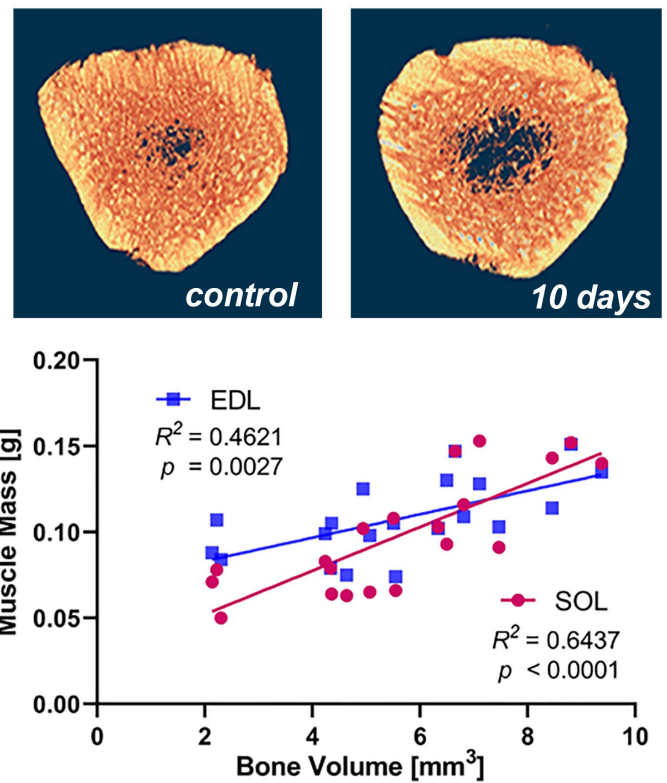 control
10 days
0.20
0.15
0.10
0.05
0.00
Muscle Mass [g]
EDL
R² = 0.4621
p = 0.0027
SOL
R² = 0.6437
p < 0.0001
0 2 4 6 8 10
Bone Volume [mm³]